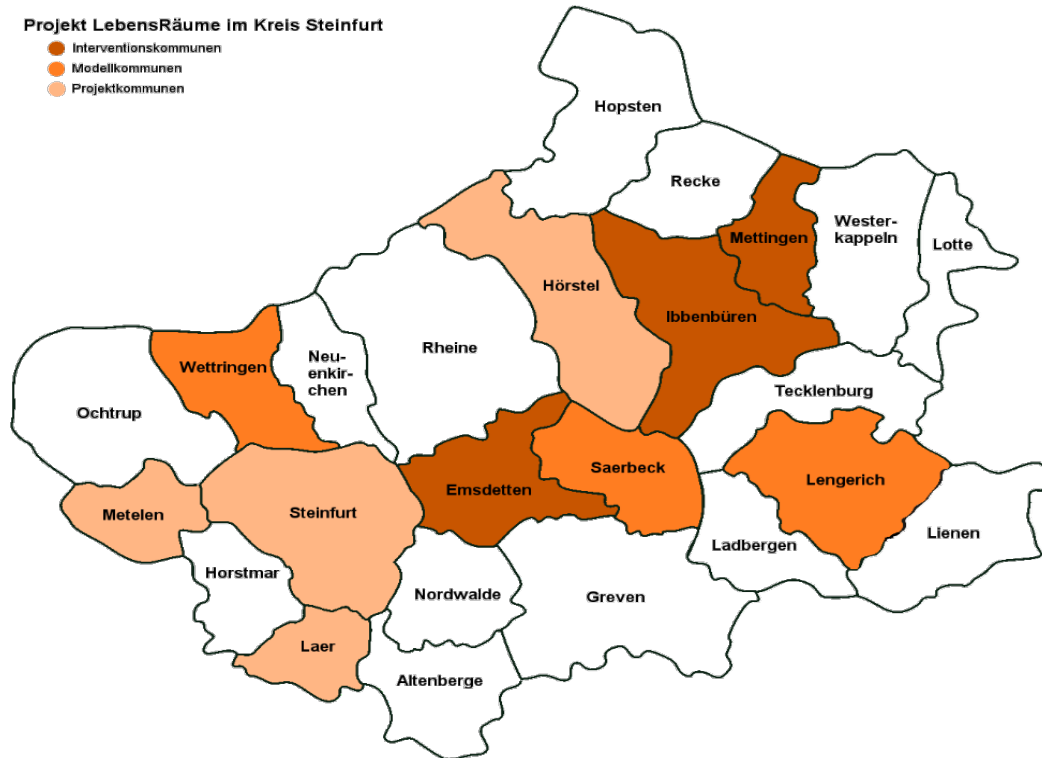 Projekt LebensRäume im Kreis Steinfurt
Interventionskommunen
Modellkommunen
Projektkommunen
Hopsten
Recke
Mettingen
Wester-
kappeln
Lotte
Hörstel
Ibbenbüren
Rheine
Neu-
enkir-
chen
Wettringen
Ochtrup
Tecklenburg
Saerbeck
Lengerich
Emsdetten
Metelen
Steinfurt
Ladbergen
Lienen
Horstmar
Nordwalde
Greven
Laer
Altenberge